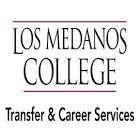 LOS MEDANOS
COLLEGE
Transfer & Career Services